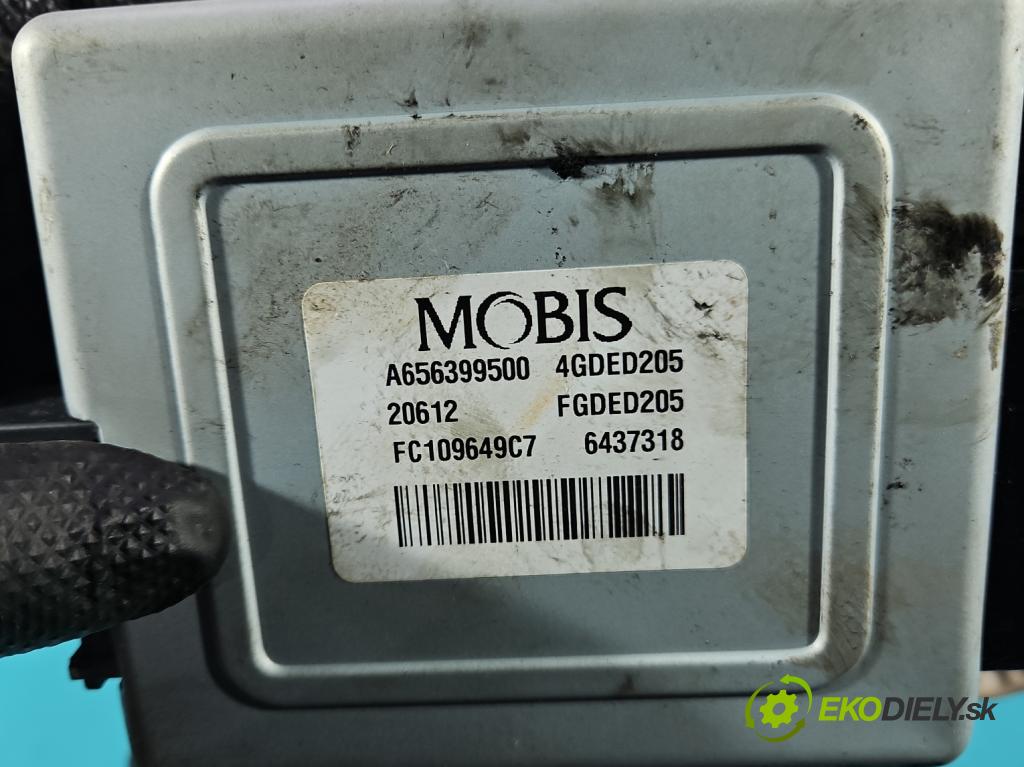 MOBIS
A656399500 4GDED205
20612 FGDED205
FC109649C7 6437318
EKODIELY.sk